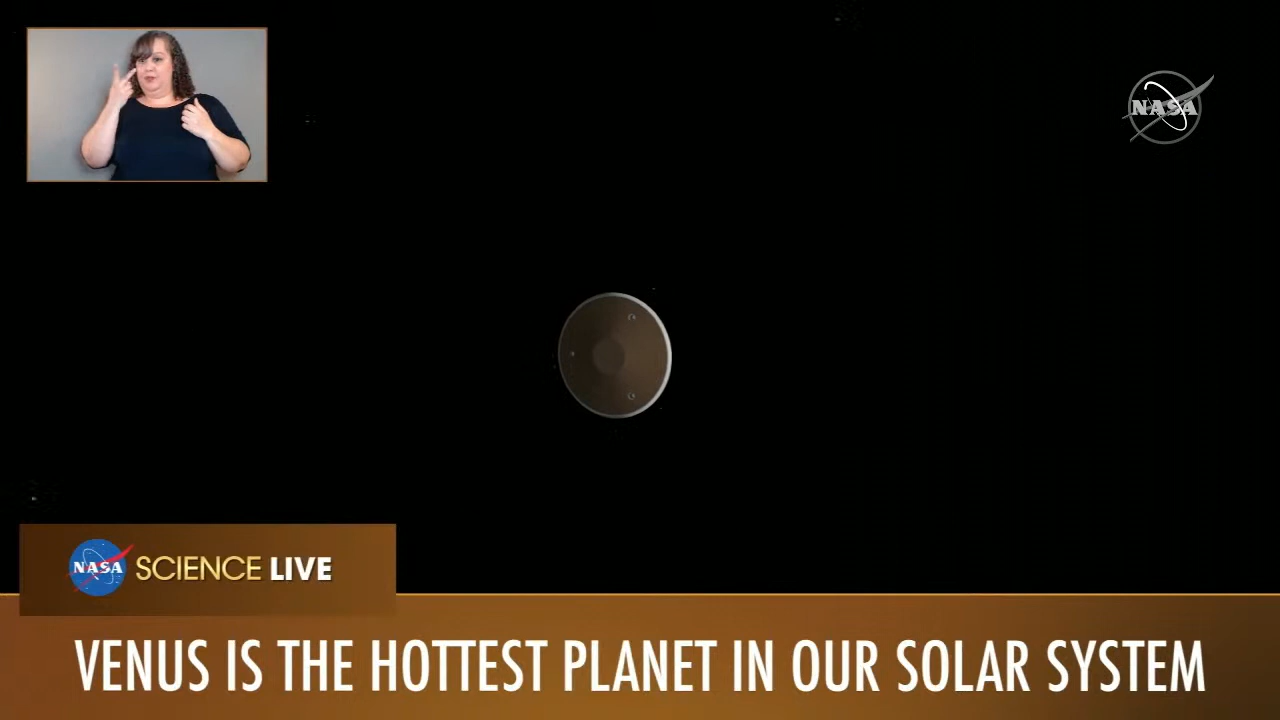 NASA
NASA SCIENCE LIVE
VENUS IS THE HOTTEST PLANET IN OUR SOLAR SYSTEM